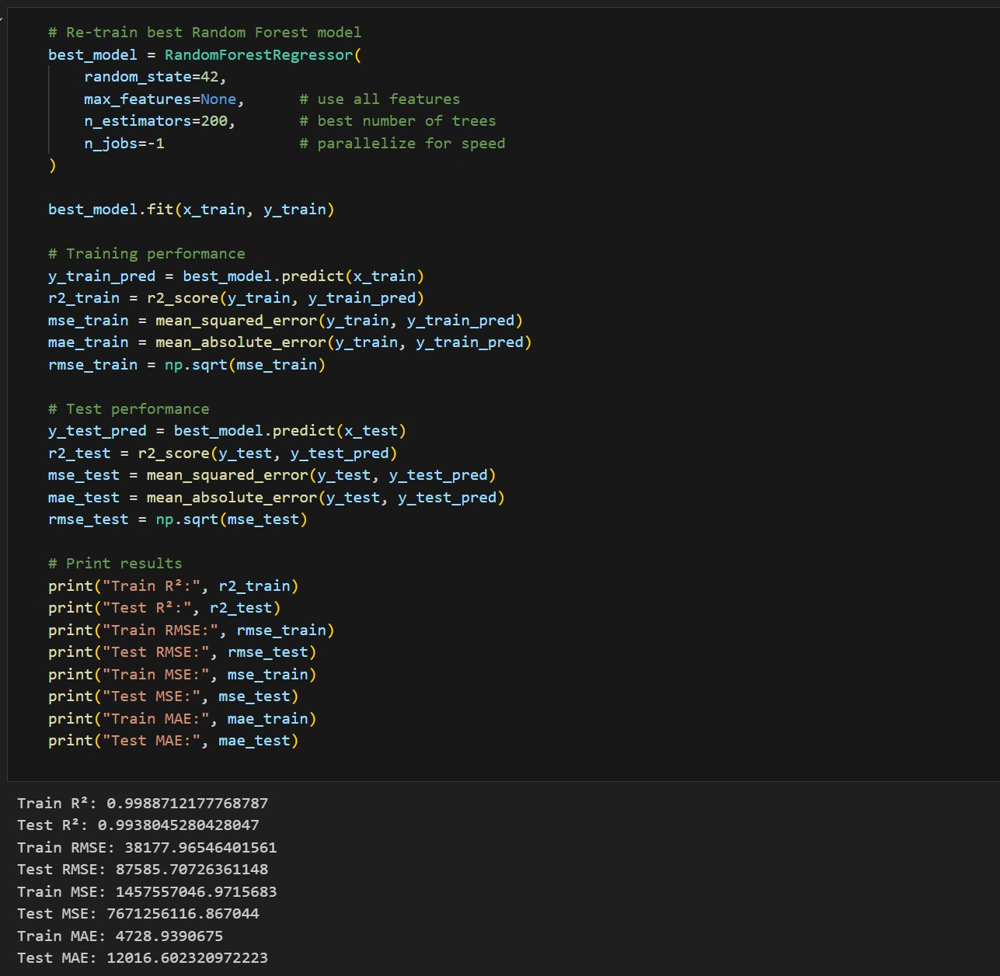 # Re-train best Random Forest model
best_model = RandomForestRegressor(
    random_state=42,
    max_features=None,      # use all features
    n_estimators=200,       # best number of trees
    n_jobs=-1               # parallelize for speed
)

best_model.fit(x_train, y_train)

# Training performance
y_train_pred = best_model.predict(x_train)
r2_train = r2_score(y_train, y_train_pred)
mse_train = mean_squared_error(y_train, y_train_pred)
mae_train = mean_absolute_error(y_train, y_train_pred)
rmse_train = np.sqrt(mse_train)

# Test performance
y_test_pred = best_model.predict(x_test)
r2_test = r2_score(y_test, y_test_pred)
mse_test = mean_squared_error(y_test, y_test_pred)
mae_test = mean_absolute_error(y_test, y_test_pred)
rmse_test = np.sqrt(mse_test)

# Print results
print("Train R²:", r2_train)
print("Test R²:", r2_test)
print("Train RMSE:", rmse_train)
print("Test RMSE:", rmse_test)
print("Train MSE:", mse_train)
print("Test MSE:", mse_test)
print("Train MAE:", mae_train)
print("Test MAE:", mae_test)

Train R²: 0.9988712177768787
Test R²: 0.9938045280428047
Train RMSE: 38177.96546401561
Test RMSE: 87585.70726361148
Train MSE: 1457557046.9715683
Test MSE: 7671256116.867044
Train MAE: 4728.9390675
Test MAE: 12016.602320972223